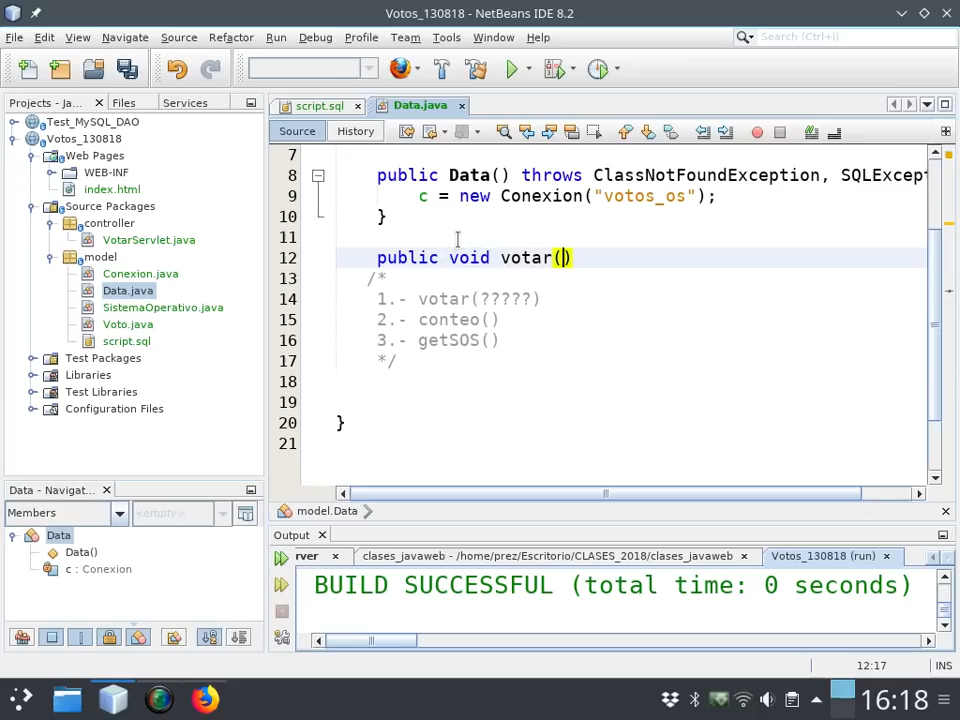 Votos_130818 - NetBeans IDE 8.2
File Edit View Navigate Source Refactor Run Debug Profile Team Tools Window Help
Search (Ctrl+I)
Projects - Ja... Files Services
script.sql Data.java
Test_MySQL_DAO
Votos_130818
Web Pages
WEB-INF
index.html
Source Packages
controller
VotarServlet.java
model
Conexion.java
Data.java
SistemaOperativo.java
Voto.java
script.sql
Test Packages
Libraries
Test Libraries
Configuration Files
Source History
7
8 public Data() throws ClassNotFoundException, SQLExcept
9 c = new Conexion("votos_os");
10 }
11
12 public void votar()
13 /*
14 1.- votar(?????)
15 2.- conteo()
16 3.- getSOS()
17 */
18
19
20 }
21
Data - Navigat...
Members <empty>
Data
Data()
c : Conexion
model.Data
Output
rver clases_javaweb - /home/prez/Escritorio/CLASES_2018/clases_javaweb Votos_130818 (run)
BUILD SUCCESSFUL (total time: 0 seconds)
12:17 INS
16:18